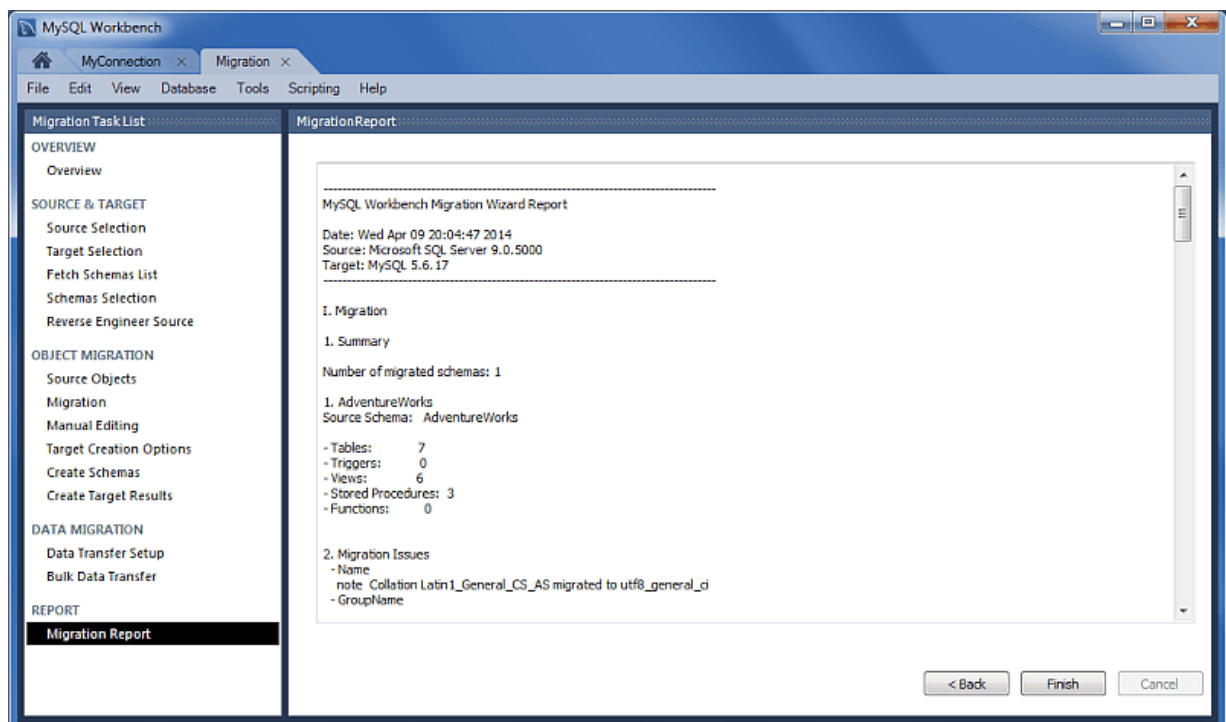 MySQL Workbench
MyConnection
Migration
File Edit View Database Tools Scripting Help
Migration Task List
OVERVIEW
Overview
SOURCE & TARGET
Source Selection
Target Selection
Fetch Schemas List
Schemas Selection
Reverse Engineer Source
OBJECT MIGRATION
Source Objects
Migration
Manual Editing
Target Creation Options
Create Schemas
Create Target Results
DATA MIGRATION
Data Transfer Setup
Bulk Data Transfer
REPORT
Migration Report
MigrationReport
------------------------------------------------------------------------------------
MySQL Workbench Migration Wizard Report
Date: Wed Apr 09 20:04:47 2014
Source: Microsoft SQL Server 9.0.5000
Target: MySQL 5.6.17
------------------------------------------------------------------------------------
I. Migration
1. Summary
Number of migrated schemas: 1
1. AdventureWorks
Source Schema: AdventureWorks
- Tables: 7
- Triggers: 0
- Views: 6
- Stored Procedures: 3
- Functions: 0
2. Migration Issues
- Name
note Collation Latin1_General_CS_AS migrated to utf8_general_ci
- GroupName
< Back
Finish
Cancel